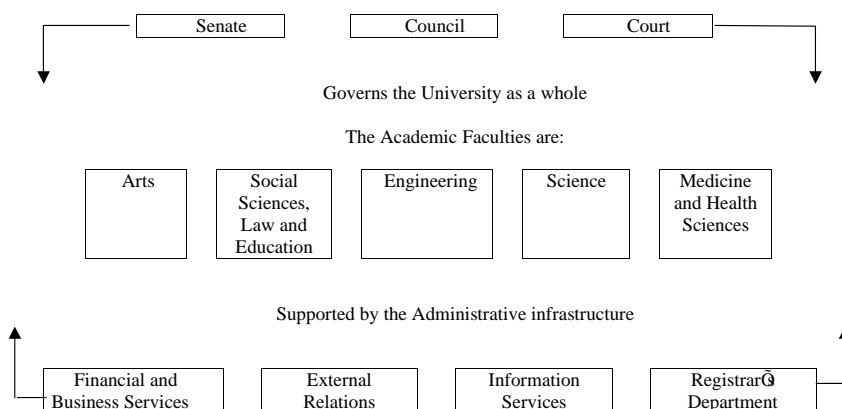 Senate
Council
Court
Governs the University as a whole
The Academic Faculties are:
Arts
Social
Sciences,
Law and
Education
Engineering
Science
Medicine
and Health
Sciences
Supported by the Administrative infrastructure
Financial and
Business Services
External
Relations
Information
Services
RegistrarÕs
Department